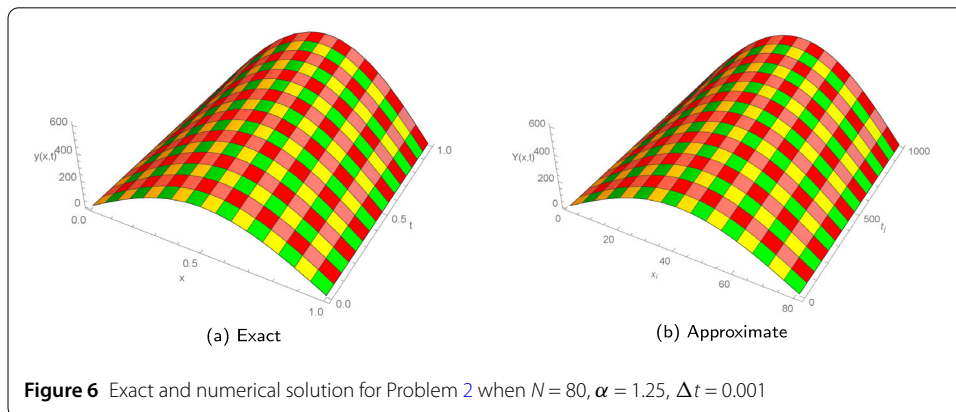 600
y(x,t)
400
200
0
0.0
0.5
x
1.0
0.0
0.5
t
1.0
(a) Exact
600
Y(x,t)
400
200
0
0
20
40
x_i
60
80
0
500
t_j
1000
(b) Approximate
Figure 6 Exact and numerical solution for Problem 2 when N = 80, α = 1.25, Δt = 0.001